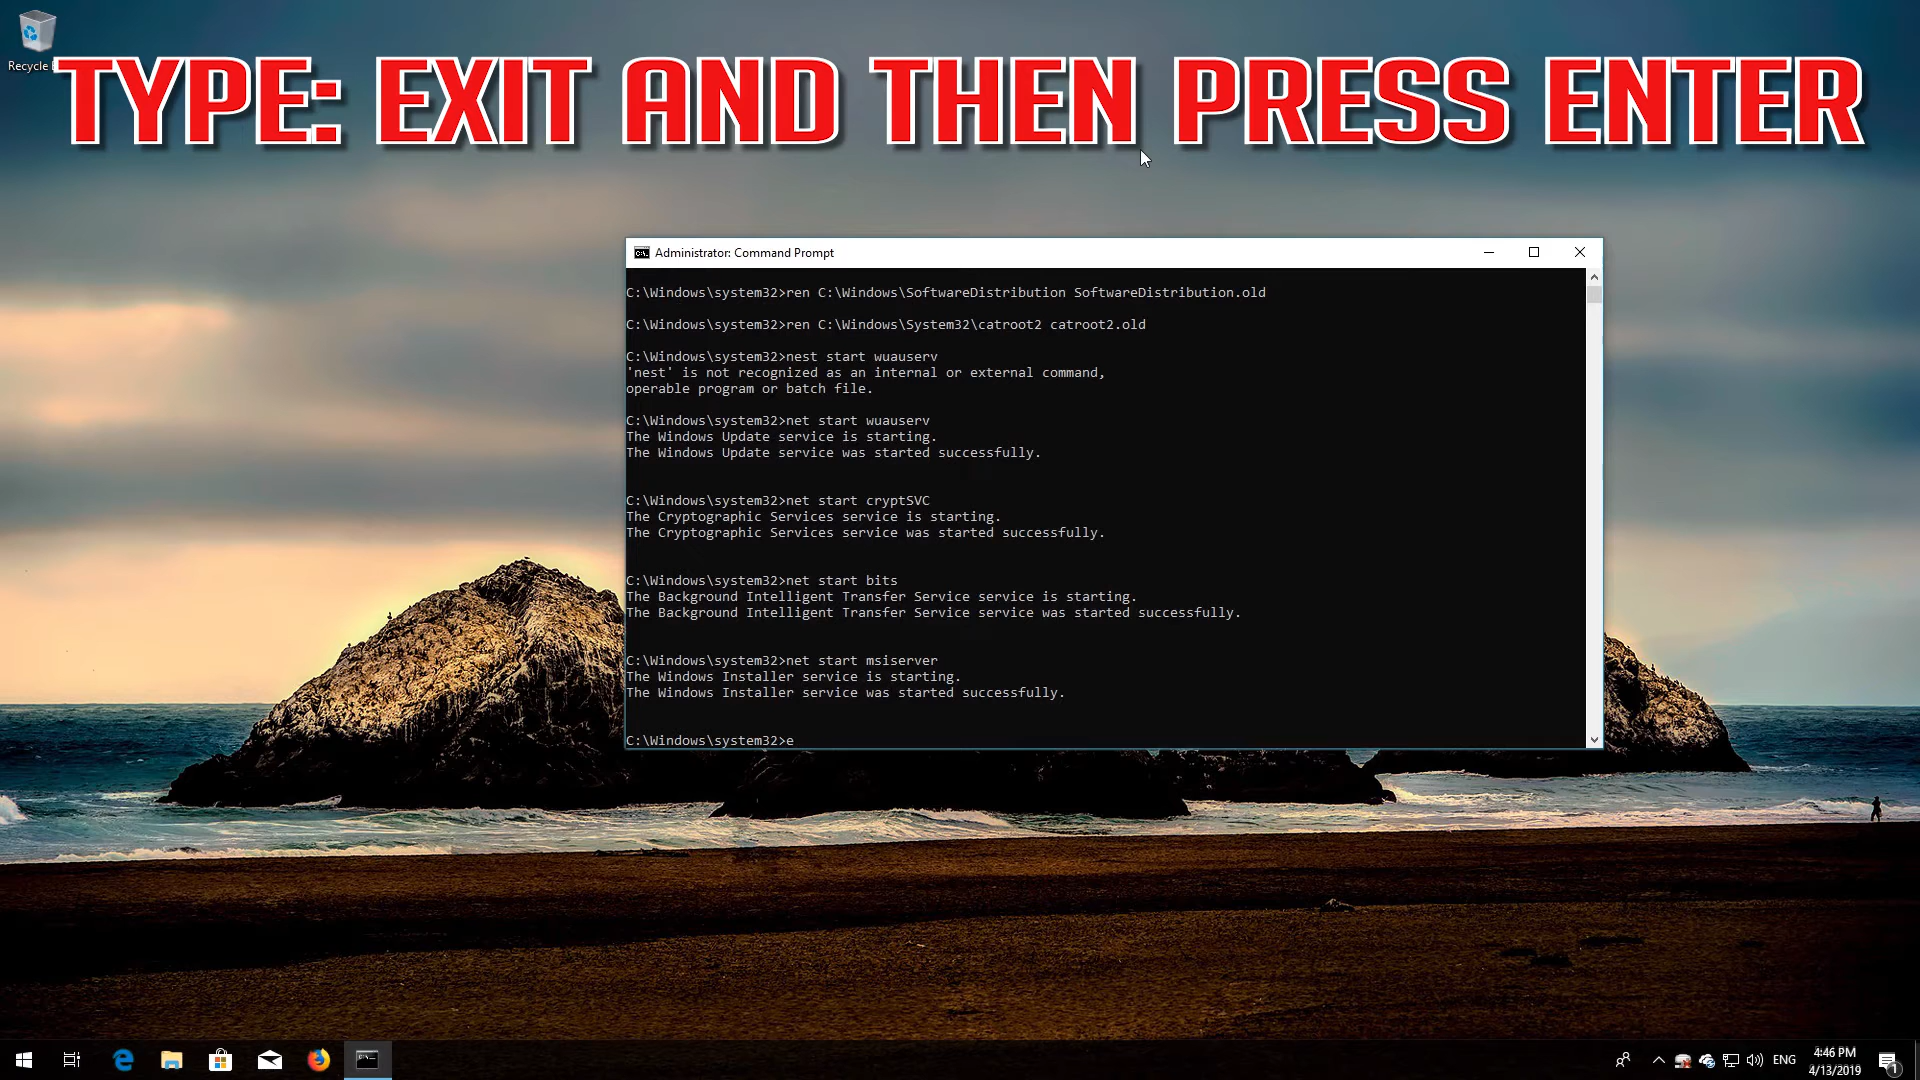 Recycle
TYPE: EXIT AND THEN PRESS ENTER
Administrator: Command Prompt
C:\Windows\system32>ren C:\Windows\SoftwareDistribution SoftwareDistribution.old
C:\Windows\system32>ren C:\Windows\System32\catroot2 catroot2.old
C:\Windows\system32>nest start wuauserv
'nest' is not recognized as an internal or external command,
operable program or batch file.
C:\Windows\system32>net start wuauserv
The Windows Update service is starting.
The Windows Update service was started successfully.
C:\Windows\system32>net start cryptSVC
The Cryptographic Services service is starting.
The Cryptographic Services service was started successfully.
C:\Windows\system32>net start bits
The Background Intelligent Transfer Service service is starting.
The Background Intelligent Transfer Service service was started successfully.
C:\Windows\system32>net start msiserver
The Windows Installer service is starting.
The Windows Installer service was started successfully.
C:\Windows\system32>e
ENG
4:46 PM
4/13/2019
1